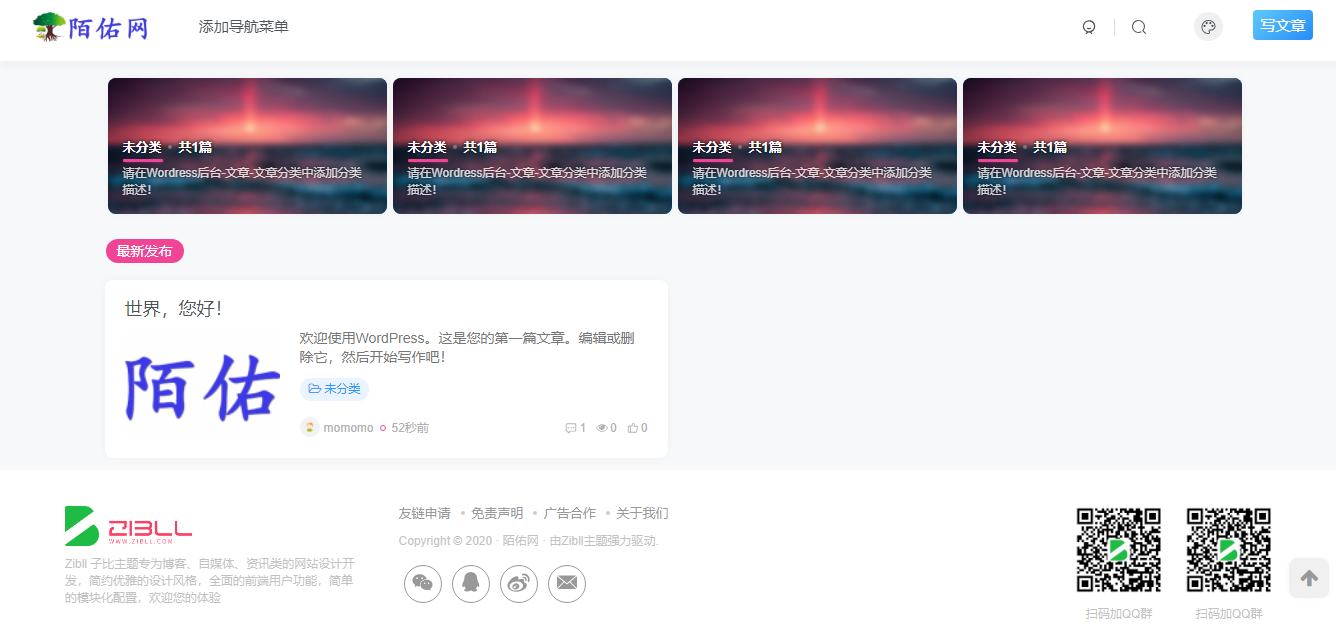 陌佑网
添加导航菜单
写文章
未分类 • 共1篇
请在Wordress后台-文章-文章分类中添加分类
描述！
未分类 • 共1篇
请在Wordress后台-文章-文章分类中添加分类
描述！
未分类 • 共1篇
请在Wordress后台-文章-文章分类中添加分类
描述！
未分类 • 共1篇
请在Wordress后台-文章-文章分类中添加分类
描述！
最新发布
世界，您好！
陌佑
欢迎使用WordPress。这是您的第一篇文章。编辑或删
除它，然后开始写作吧！
未分类
momomo 52秒前
1 0 0
ZIBLL
WWW.ZIBLL.COM
Zibll 子比主题专为博客、自媒体、资讯类的网站设计开
发，简约优雅的设计风格，全面的前端用户功能，简单
的模块化配置，欢迎您的体验
友链申请 • 免责声明 • 广告合作 • 关于我们
Copyright © 2020 · 陌佑网 · 由Zibll主题强力驱动.
扫码加QQ群
扫码加QQ群